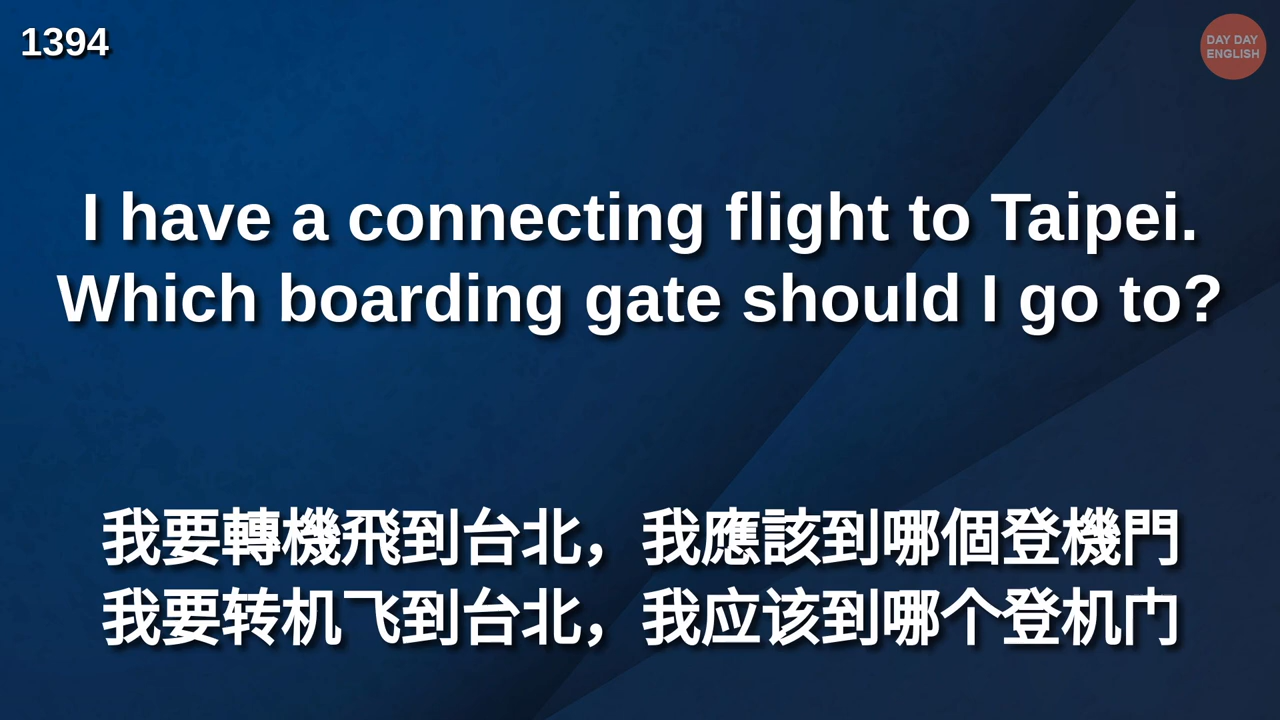 1394
DAY DAY
ENGLISH
I have a connecting flight to Taipei.
Which boarding gate should I go to?
我要轉機飛到台北，我應該到哪個登機門
我要转机飞到台北，我应该到哪个登机门